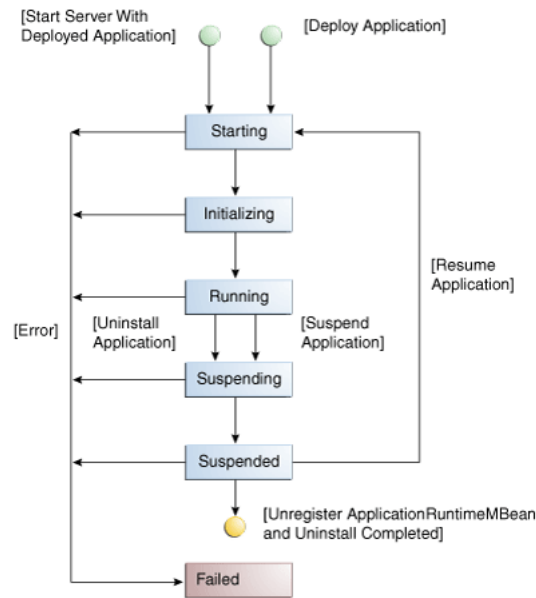 [Start Server With
Deployed Application]
[Deploy Application]
Starting
Initializing
[Resume
Application]
Running
[Error]
[Uninstall
Application]
[Suspend
Application]
Suspending
Suspended
[Unregister ApplicationRuntimeMBean
and Uninstall Completed]
Failed